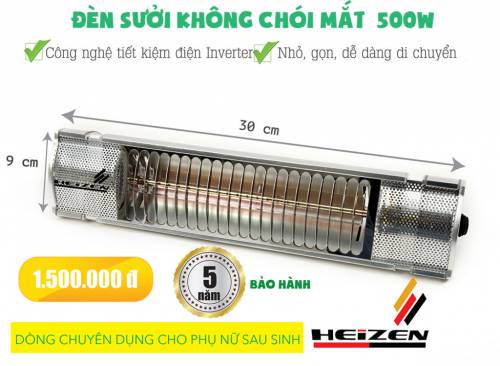 ĐÈN SƯỞI KHÔNG CHÓI MẮT 500W
Công nghệ tiết kiệm điện Inverter Nhỏ, gọn, dễ dàng di chuyển
30 cm
9 cm
HEIZEN
1.500.000 đ
5 năm
BẢO HÀNH
DÒNG CHUYÊN DỤNG CHO PHỤ NỮ SAU SINH
HEIZEN